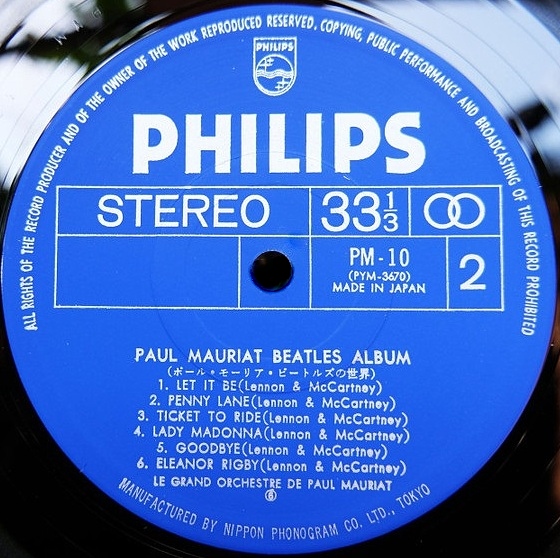 ALL RIGHTS OF THE RECORD PRODUCER AND OF THE OWNER OF THE WORK REPRODUCED RESERVED. COPYING, PUBLIC PERFORMANCE AND BROADCASTING OF THIS RECORD PROHIBITED
PHILIPS
PHILIPS
STEREO 33 1/3
PM-10
(PYM-3670)
MADE IN JAPAN
2
PAUL MAURIAT BEATLES ALBUM
(ポール・モーリア・ビートルズの世界)
1. LET IT BE(Lennon & McCartney)
2. PENNY LANE(Lennon & McCartney)
3. TICKET TO RIDE(Lennon & McCartney)
4. LADY MADONNA(Lennon & McCartney)
5. GOODBYE(Lennon & McCartney)
6. ELEANOR RIGBY(Lennon & McCartney)
LE GRAND ORCHESTRE DE PAUL MAURIAT
MANUFACTURED BY NIPPON PHONOGRAM CO. LTD., TOKYO